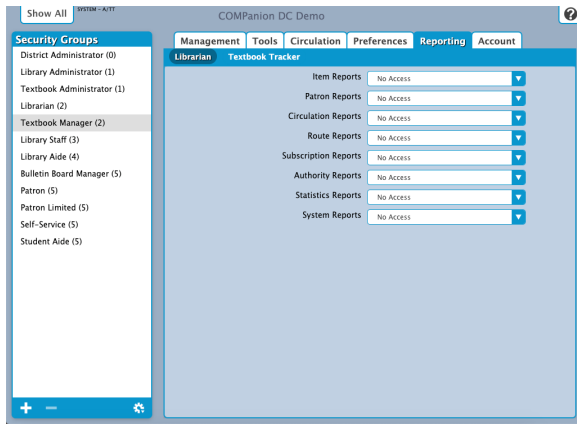 Show All
SYSTEM - A/TT
COMPanion DC Demo
?
Security Groups
District Administrator (0)
Library Administrator (1)
Textbook Administrator (1)
Librarian (2)
Textbook Manager (2)
Library Staff (3)
Library Aide (4)
Bulletin Board Manager (5)
Patron (5)
Patron Limited (5)
Self-Service (5)
Student Aide (5)
Management Tools Circulation Preferences Reporting Account
Librarian Textbook Tracker
Item Reports No Access
Patron Reports No Access
Circulation Reports No Access
Route Reports No Access
Subscription Reports No Access
Authority Reports No Access
Statistics Reports No Access
System Reports No Access